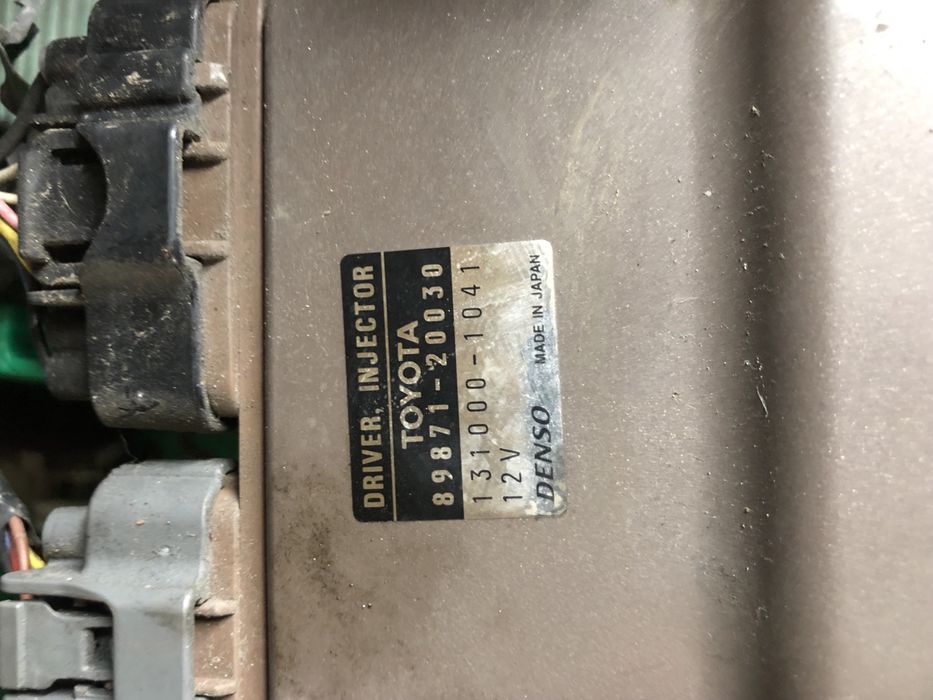 DRIVER, INJECTOR
TOYOTA
89871-20030
131000-1041
12V
DENSO MADE IN JAPAN